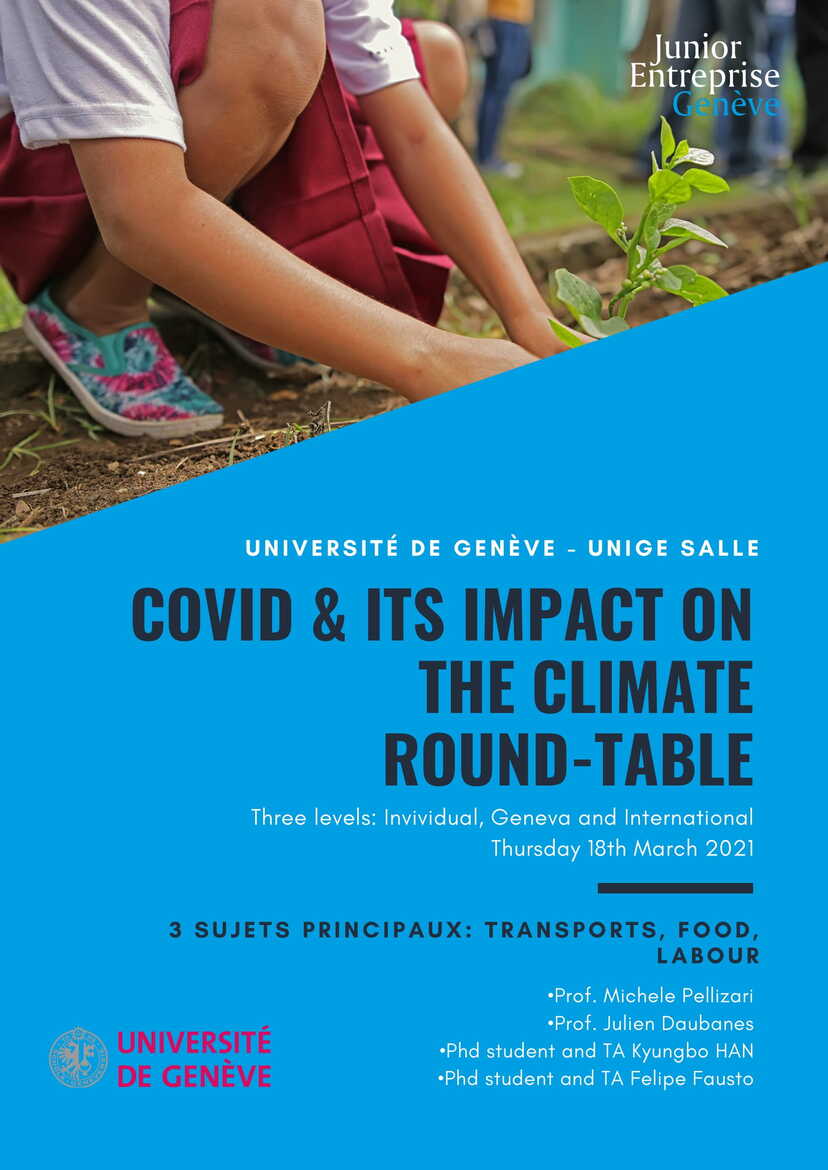 Junior
Entreprise
Genève
UNIVERSITÉ DE GENÈVE - UNIGE SALLE
COVID & ITS IMPACT ON
THE CLIMATE
ROUND-TABLE
Three levels: Invividual, Geneva and International
Thursday 18th March 2021
3 SUJETS PRINCIPAUX: TRANSPORTS, FOOD,
LABOUR
•Prof. Michele Pellizari
•Prof. Julien Daubanes
•Phd student and TA Kyungbo HAN
•Phd student and TA Felipe Fausto
UNIVERSITÉ
DE GENÈVE